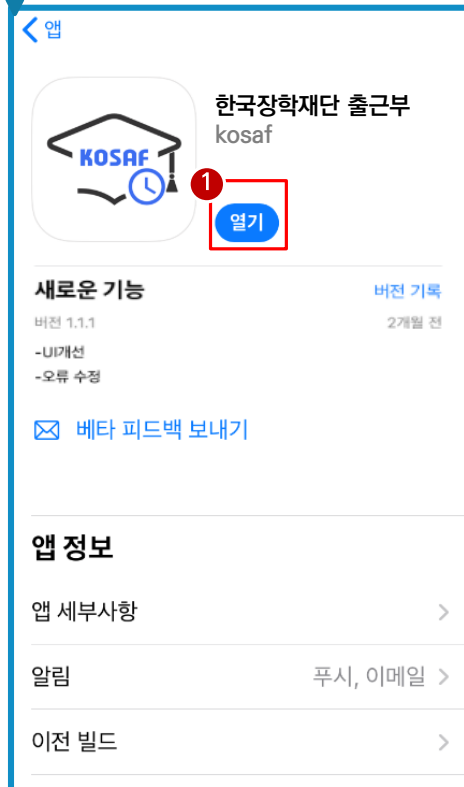 앱
KOSAF
한국장학재단 출근부
kosaf
1
열기
새로운 기능
버전 기록
버전 1.1.1
2개월 전
-UI개선
-오류 수정
베타 피드백 보내기
앱 정보
앱 세부사항
알림
푸시, 이메일
이전 빌드